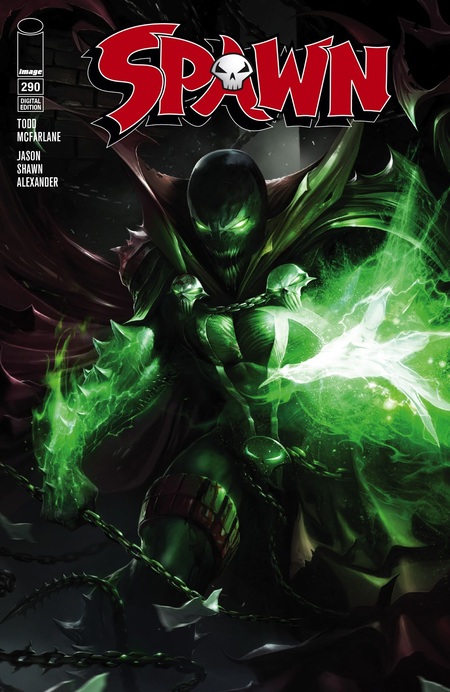 SPAWN
image
290
DIGITAL
EDITION
TODD
MCFARLANE
JASON
SHAWN
ALEXANDER